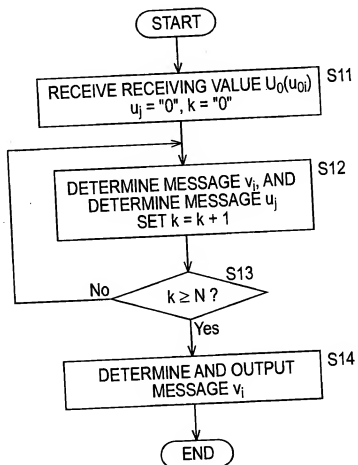 START
S11
RECEIVE RECEIVING VALUE U0(u0i)
uj = "0", k = "0"
S12
DETERMINE MESSAGE vi, AND
DETERMINE MESSAGE uj
SET k = k + 1
S13
k ≥ N ?
No
Yes
S14
DETERMINE AND OUTPUT
MESSAGE vi
END